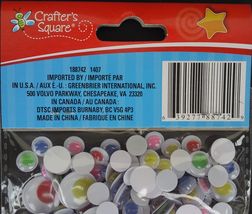 Crafter's
Square®
188742 1407
IMPORTED BY / IMPORTÉ PAR
IN U.S.A. / AUX É.-U. : GREENBRIER INTERNATIONAL, INC.
500 VOLVO PARKWAY, CHESAPEAKE, VA 23320
IN CANADA / AU CANADA
DTSC IMPORTS BURNABY, BC V5G 4P3
MADE IN CHINA / FABRIQUÉ EN CHINE
6 39277 88742 9